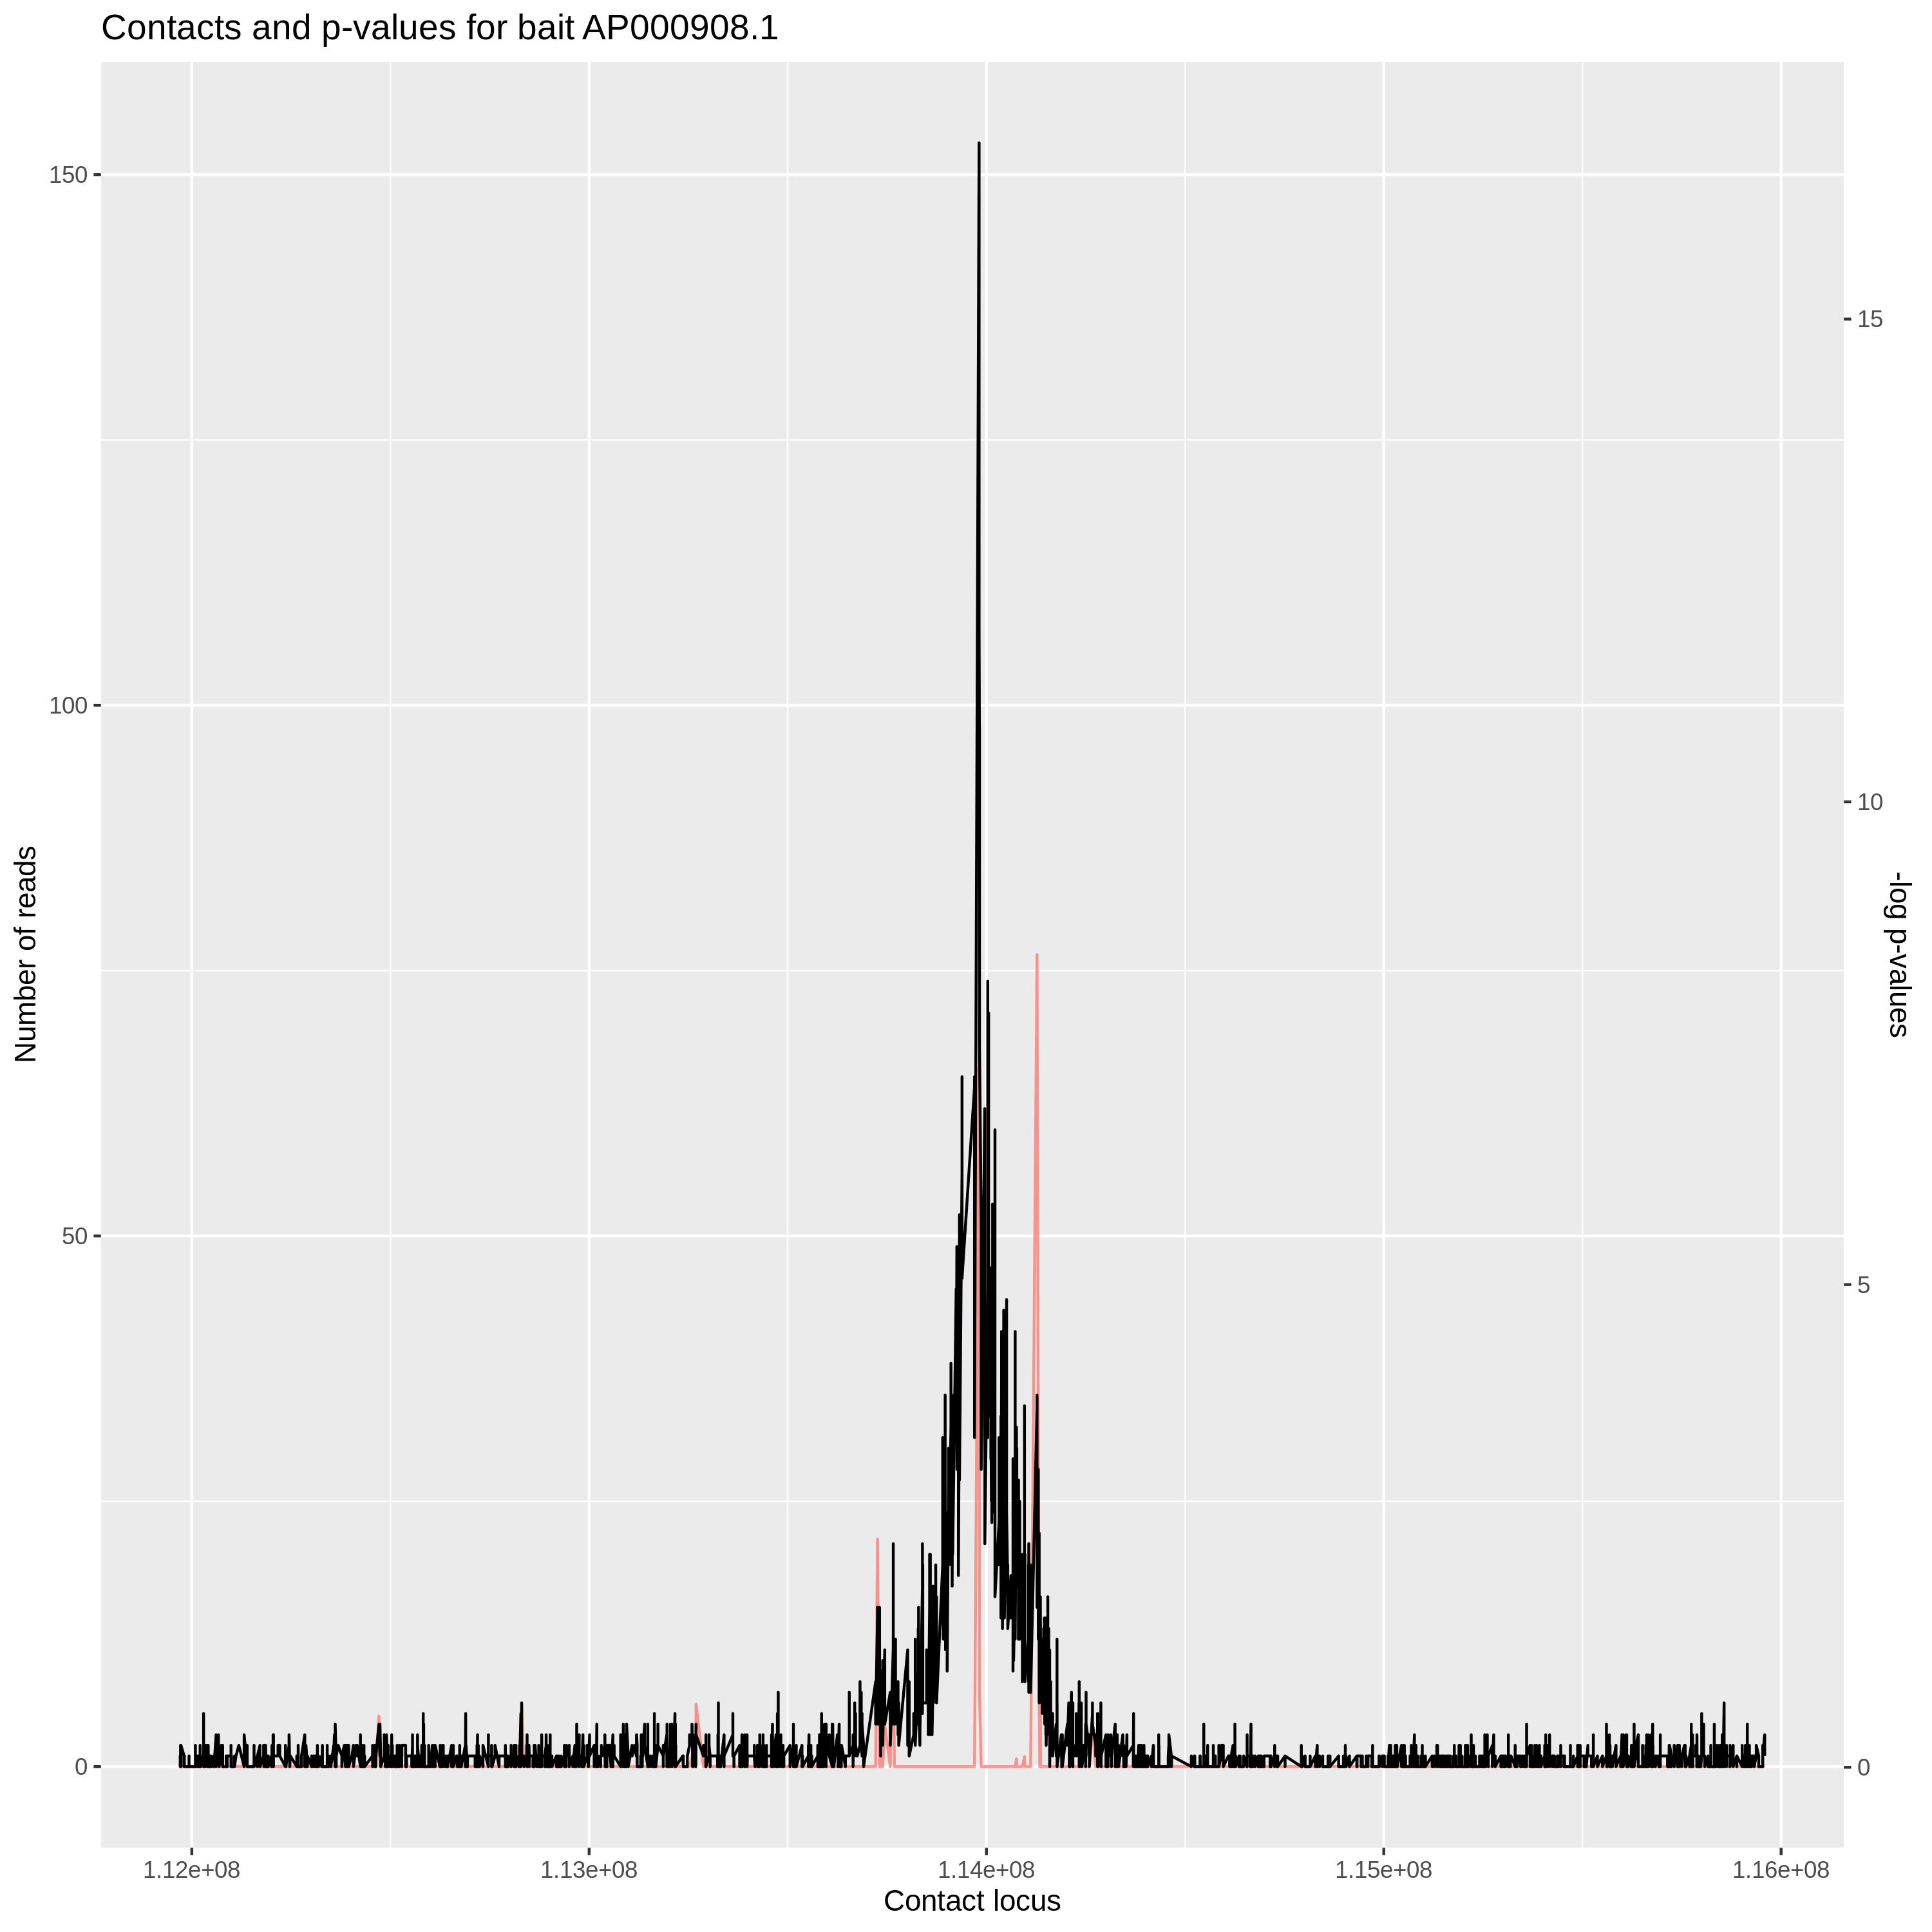 Contacts and p-values for bait AP000908.1
150
100
50
0
Number of reads
15
10
5
0
-log p-values
1.12e+08
1.13e+08
1.14e+08
1.15e+08
1.16e+08
Contact locus